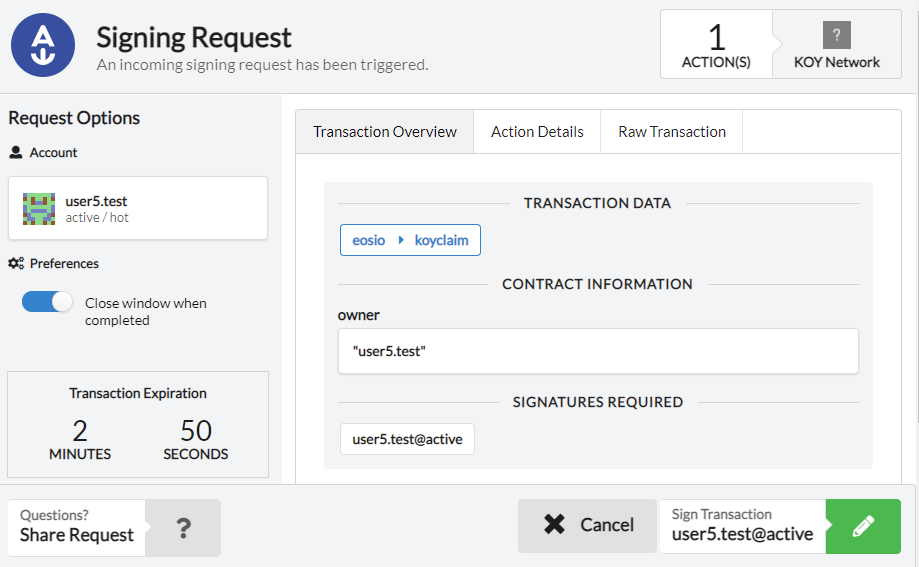 Signing Request
An incoming signing request has been triggered.
1
ACTION(S)
?
KOY Network
Request Options
Account
user5.test
active / hot
Preferences
Close window when
completed
Transaction Expiration
2
MINUTES
50
SECONDS
Transaction Overview
Action Details
Raw Transaction
TRANSACTION DATA
eosio koyclaim
CONTRACT INFORMATION
owner
"user5.test"
SIGNATURES REQUIRED
user5.test@active
Questions?
Share Request
?
Cancel
Sign Transaction
user5.test@active